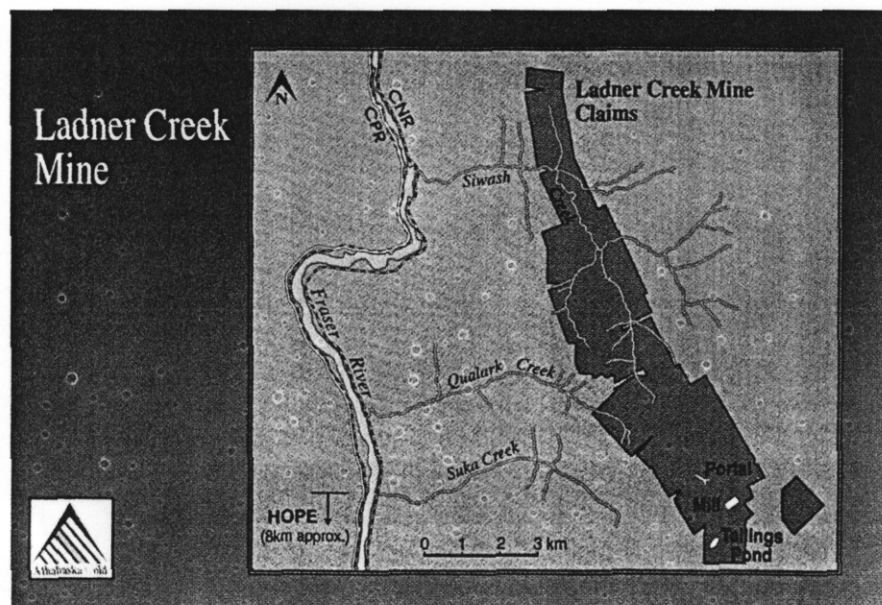 Ladner Creek
Mine
N
CNR
CPR
Ladner Creek Mine
Claims
Siwash
Creek
Fraser
River
Qualark Creek
Suka Creek
Portal
Mill
Tailings
Pond
HOPE
(8km approx.)
0 1 2 3 km